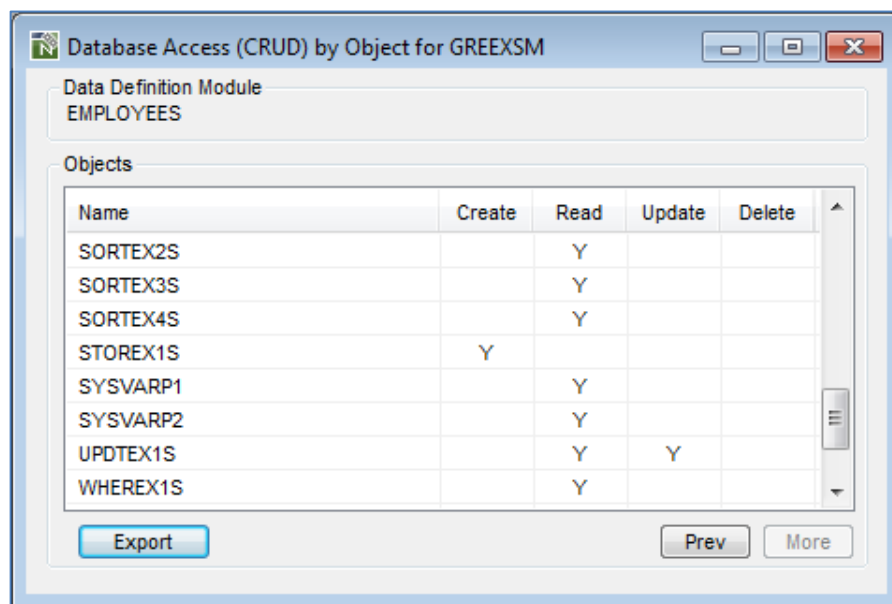 Database Access (CRUD) by Object for GREEXSM
Data Definition Module
EMPLOYEES
Objects
Name Create Read Update Delete
SORTEX2S Y
SORTEX3S Y
SORTEX4S Y
STOREX1S Y
SYSVARP1 Y
SYSVARP2 Y
UPDTEX1S Y Y
WHEREX1S Y
Export Prev More